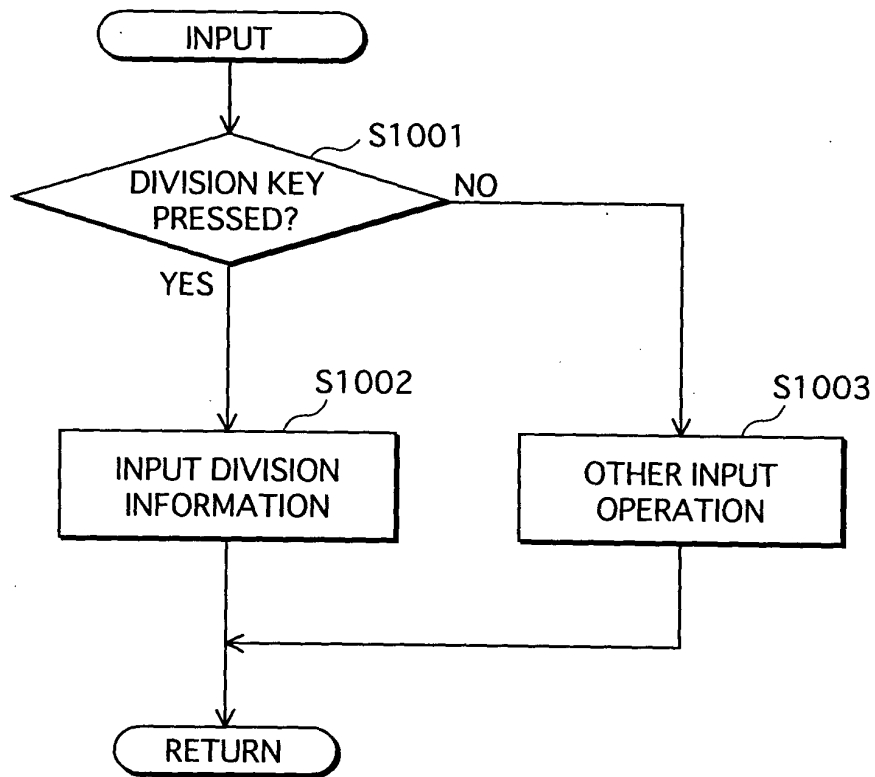 INPUT
S1001
DIVISION KEY
PRESSED?
NO
YES
S1002
INPUT DIVISION
INFORMATION
S1003
OTHER INPUT
OPERATION
RETURN